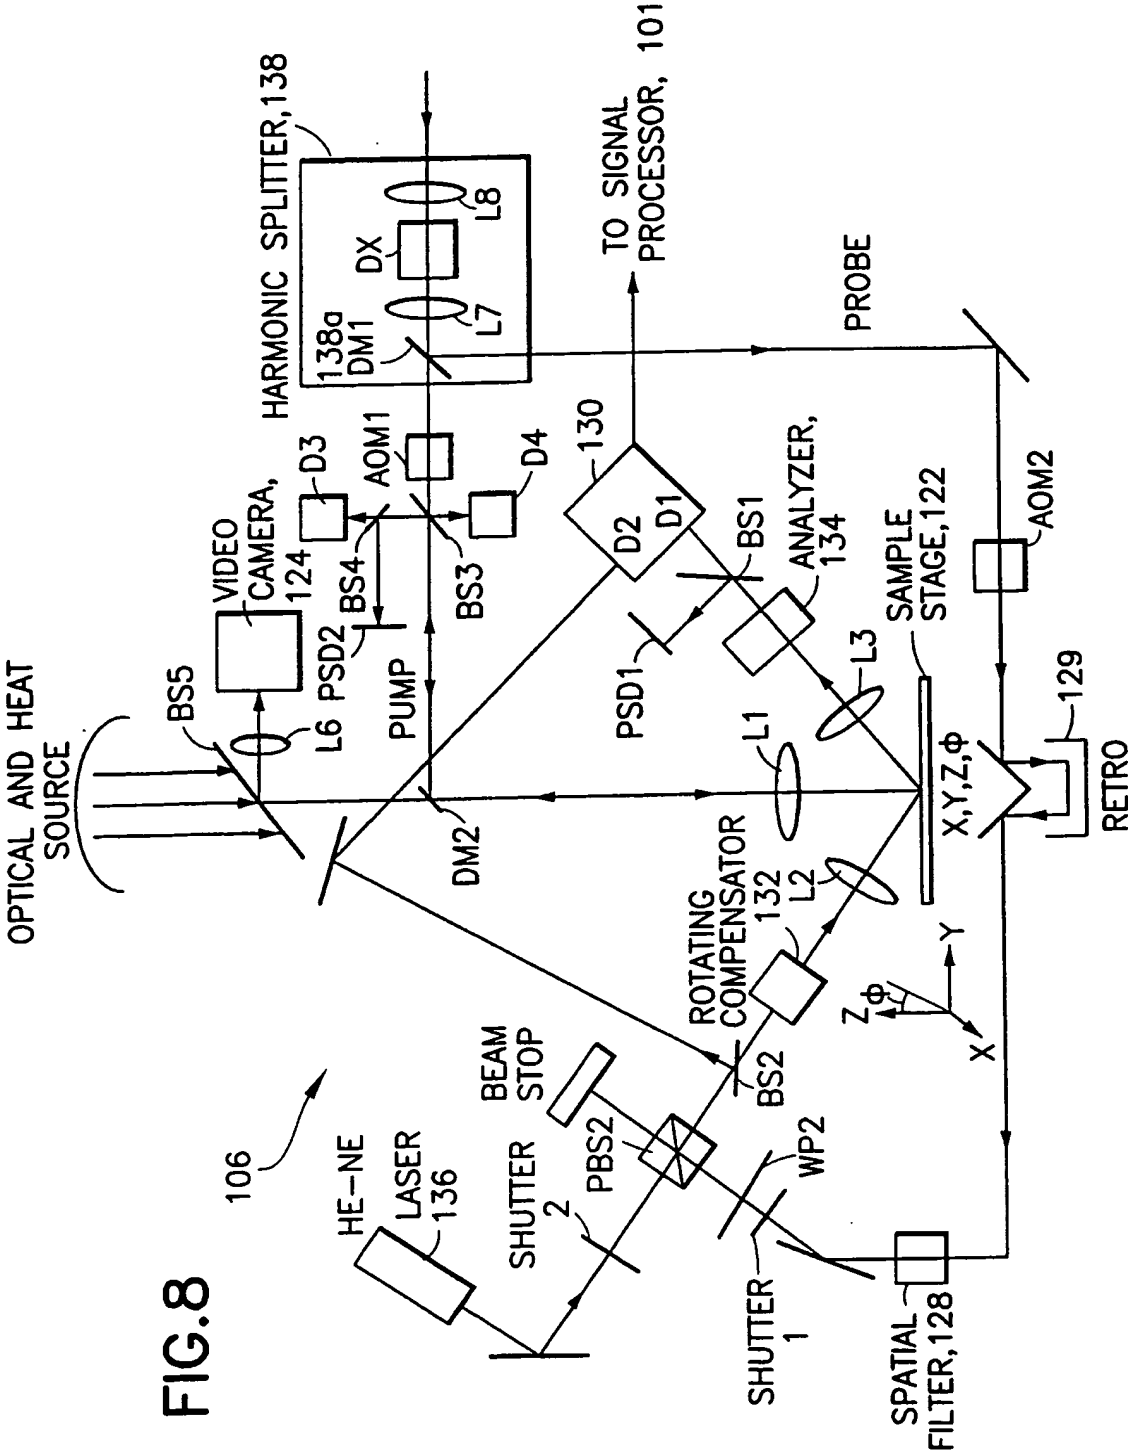 FIG.8
106
OPTICAL AND HEAT
SOURCE
BS5
VIDEO
CAMERA,
124
L6
PSD2
BS4
D3
HARMONIC SPLITTER,138
DX
138a
DM1
L7
L8
AOM1
D4
BS3
PUMP
DM2
HE-NE
LASER
136
SHUTTER
2
BEAM
STOP
PBS2
BS2
ROTATING
COMPENSATOR
132
L2
L1
L3
PSD1
BS1
ANALYZER,
134
D2
D1
130
TO SIGNAL
PROCESSOR, 101
PROBE
SAMPLE
STAGE,122
X,Y,Z,ϕ
AOM2
129
RETRO
Z
ϕ
Y
X
WP2
SHUTTER
1
SPATIAL
FILTER,128